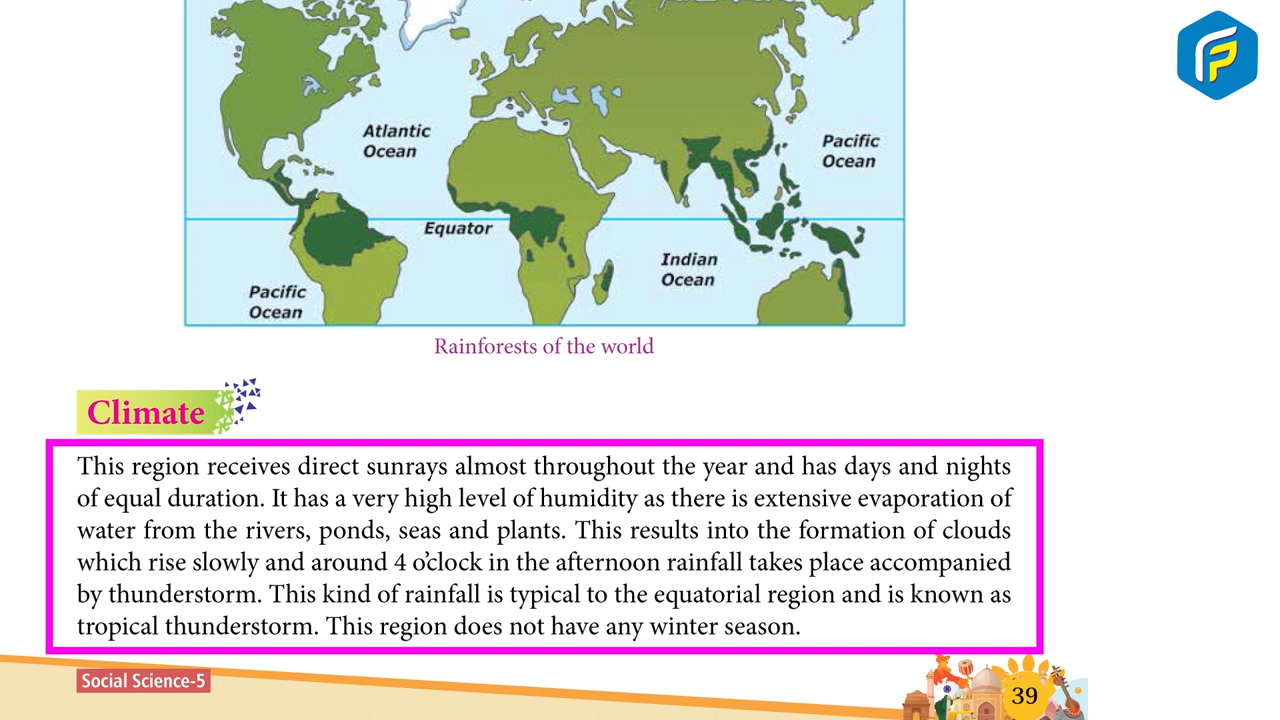 Atlantic
Ocean
Pacific
Ocean
Equator
Indian
Ocean
Pacific
Ocean
Rainforests of the world
Climate
This region receives direct sunrays almost throughout the year and has days and nights
of equal duration. It has a very high level of humidity as there is extensive evaporation of
water from the rivers, ponds, seas and plants. This results into the formation of clouds
which rise slowly and around 4 o’clock in the afternoon rainfall takes place accompanied
by thunderstorm. This kind of rainfall is typical to the equatorial region and is known as
tropical thunderstorm. This region does not have any winter season.
Social Science-5
39